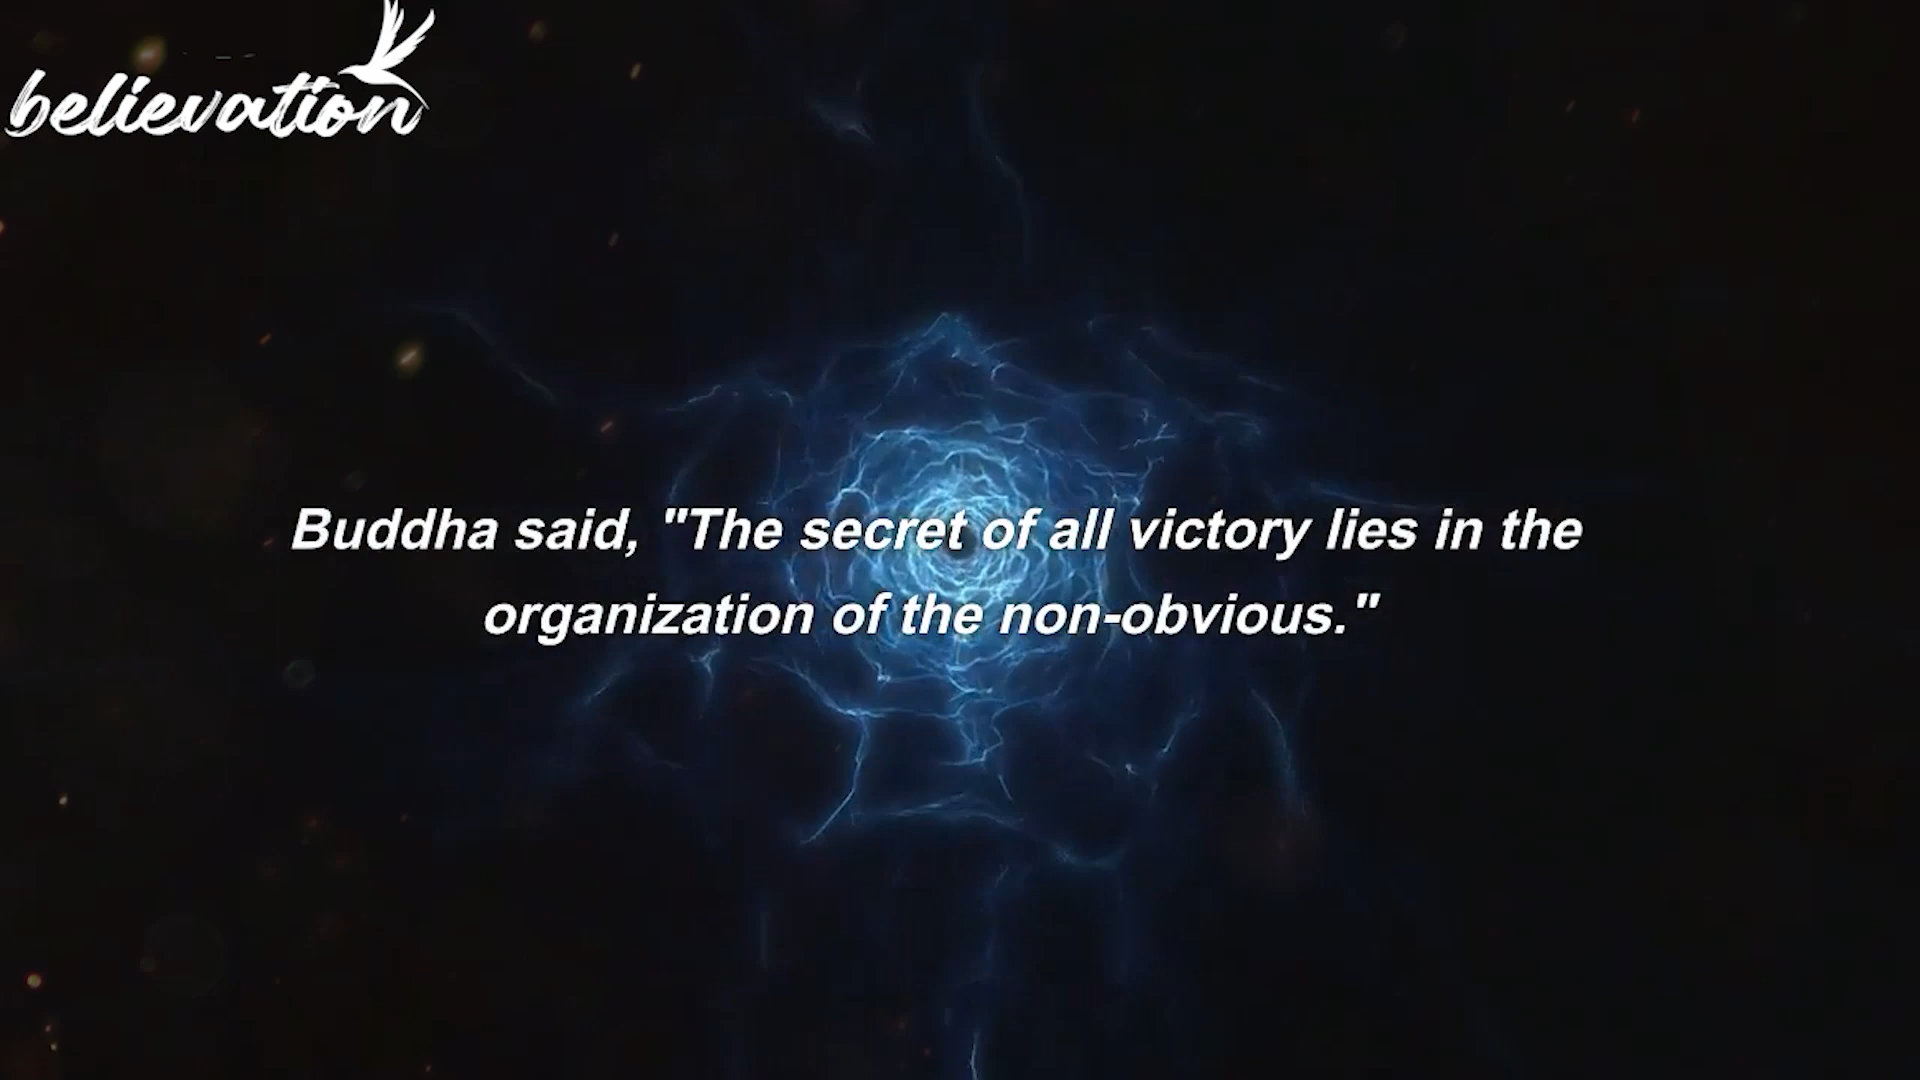 believation
Buddha said, "The secret of all victory lies in the
organization of the non-obvious."